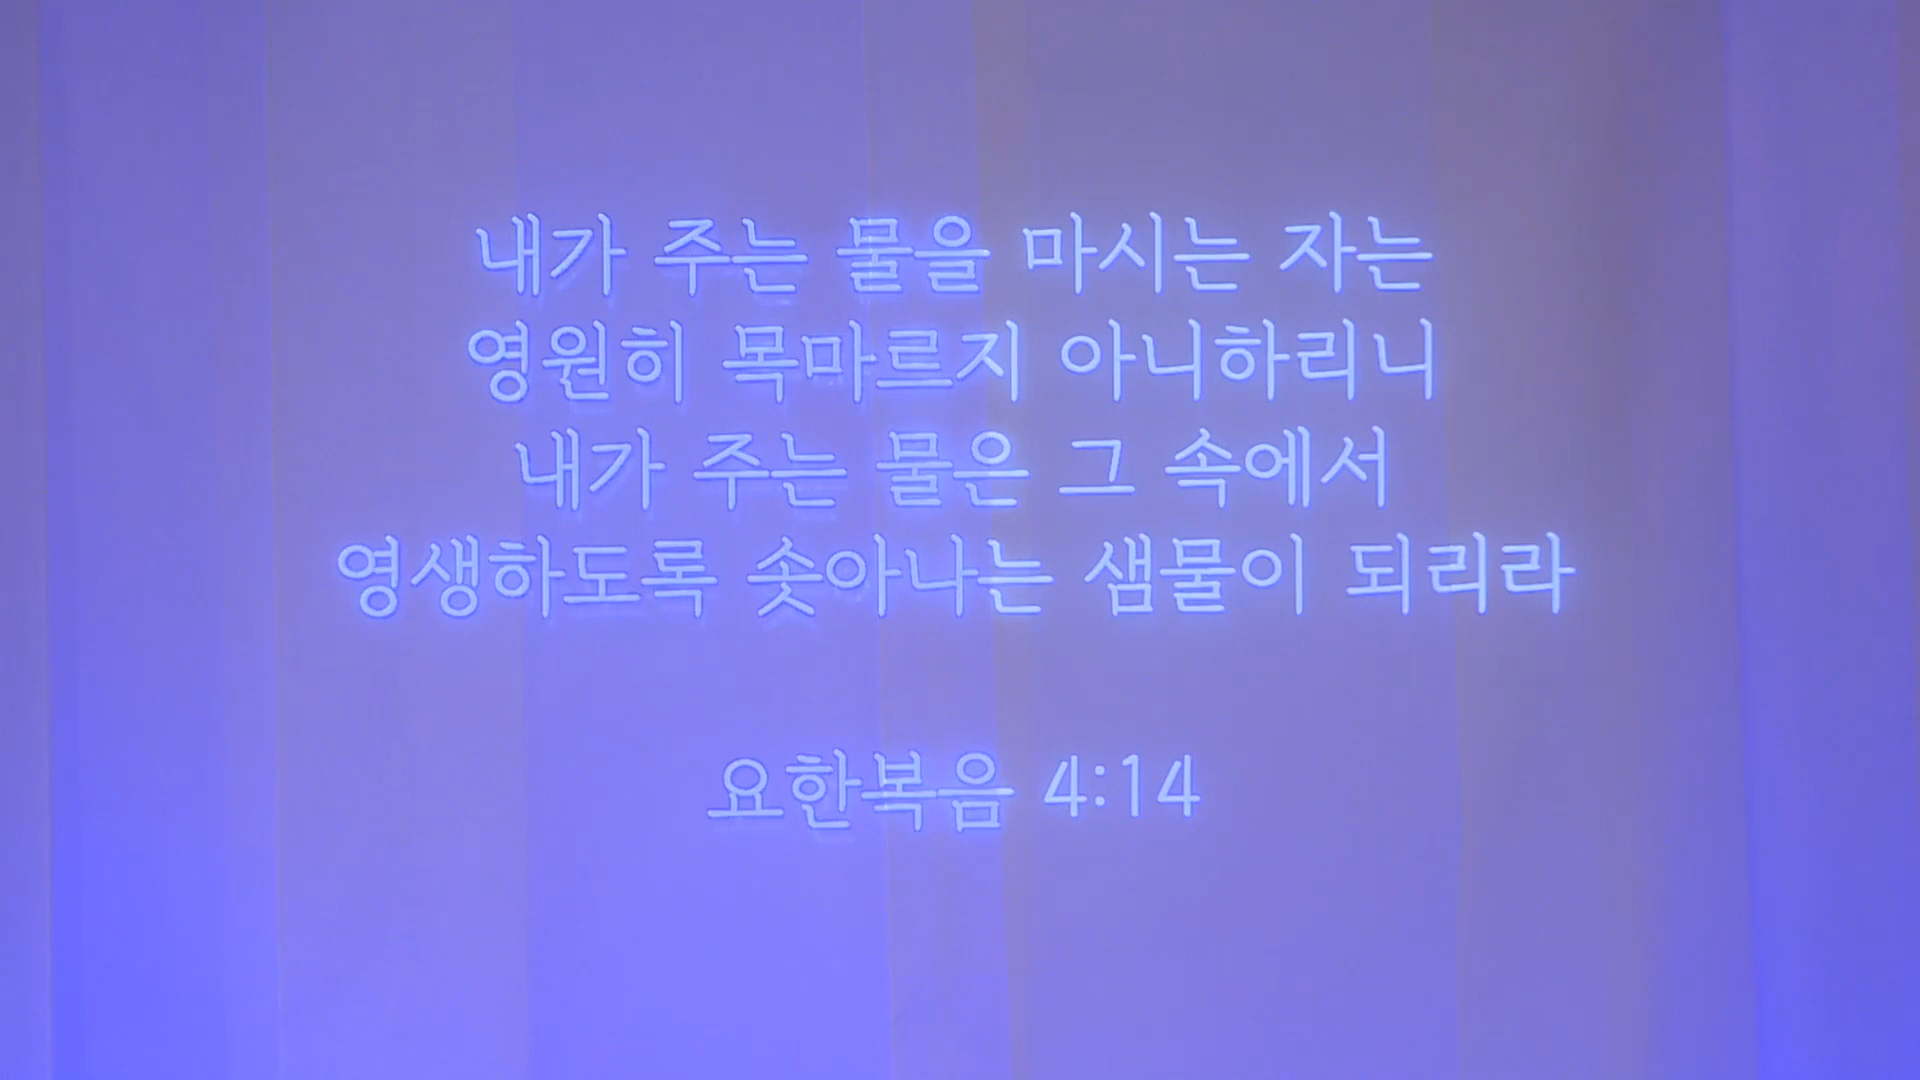 내가 주는 물을 마시는 자는
영원히 목마르지 아니하리니
내가 주는 물은 그 속에서
영생하도록 솟아나는 샘물이 되리라
요한복음 4:14